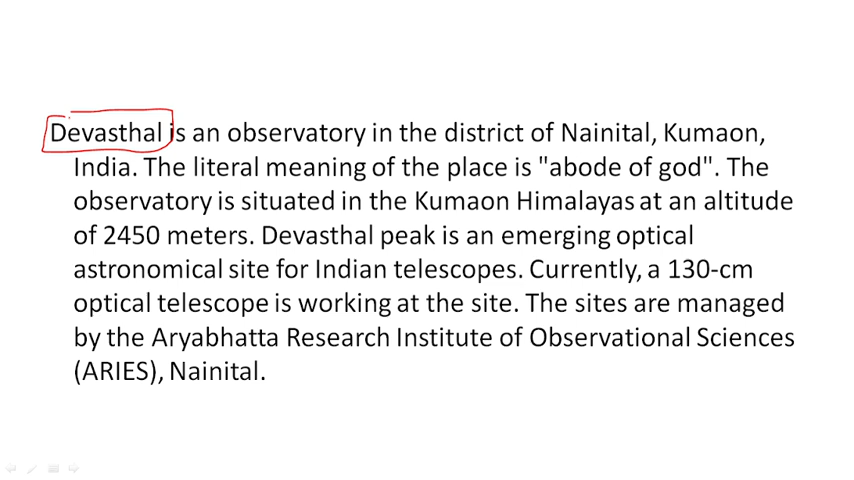 Devasthal is an observatory in the district of Nainital, Kumaon,
India. The literal meaning of the place is "abode of god". The
observatory is situated in the Kumaon Himalayas at an altitude
of 2450 meters. Devasthal peak is an emerging optical
astronomical site for Indian telescopes. Currently, a 130-cm
optical telescope is working at the site. The sites are managed
by the Aryabhatta Research Institute of Observational Sciences
(ARIES), Nainital.